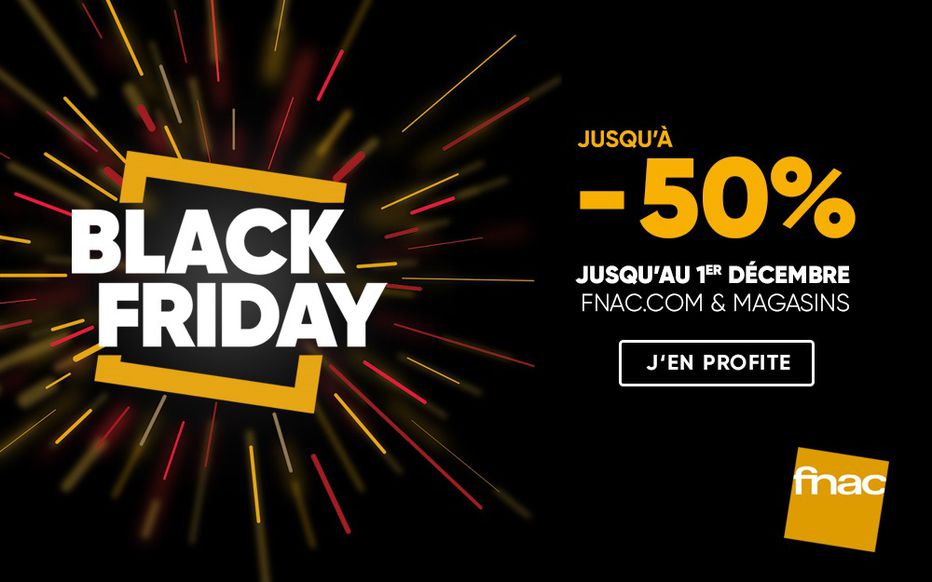 BLACK
FRIDAY
JUSQU'À
-50%
JUSQU'AU 1ER DÉCEMBRE
FNAC.COM & MAGASINS
J'EN PROFITE
fnac